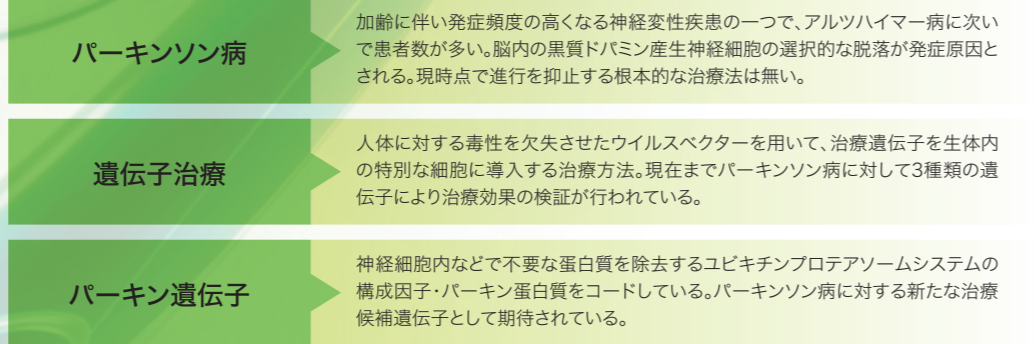 パーキンソン病
加齢に伴い発症頻度の高くなる神経変性疾患の一つで、アルツハイマー病に次い
で患者数が多い。脳内の黒質ドパミン産生神経細胞の選択的な脱落が発症原因と
される。現時点で進行を抑止する根本的な治療法は無い。
遺伝子治療
人体に対する毒性を欠失させたウイルスベクターを用いて、治療遺伝子を生体内
の特別な細胞に導入する治療方法。現在までパーキンソン病に対して3種類の遺
伝子により治療効果の検証が行われている。
パーキン遺伝子
神経細胞内などで不要な蛋白質を除去するユビキチンプロテアソームシステムの
構成因子・パーキン蛋白質をコードしている。パーキンソン病に対する新たな治療
候補遺伝子として期待されている。